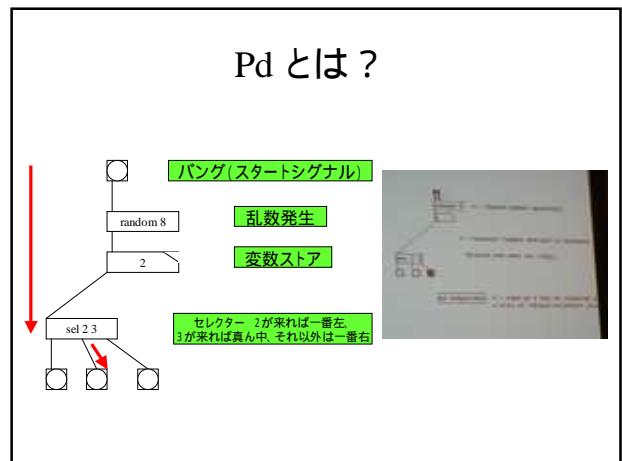 Pd とは？
バング(スタートシグナル)
random 8
乱数発生
2
変数ストア
sel 2 3
セレクター　2が来れば一番左、
3が来れば真ん中、それ以外は一番右